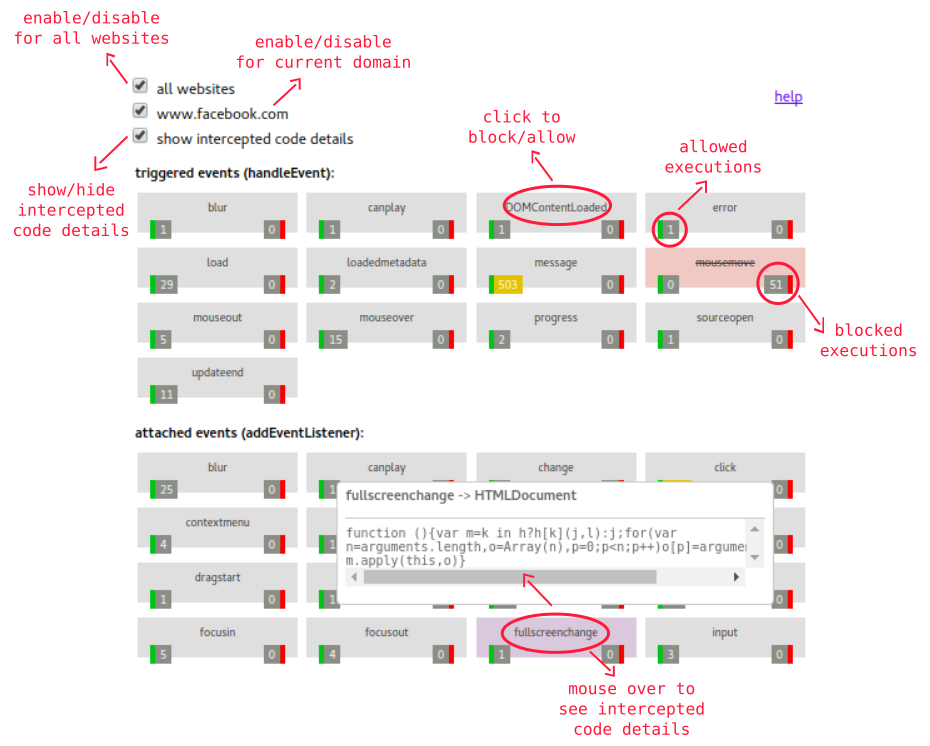 enable/disable
for all websites
enable/disable
for current domain
all websites
www.facebook.com
show intercepted code details
help
click to
block/allow
allowed
executions
show/hide
intercepted
code details
triggered events (handleEvent):
blur
1 0
canplay
1 0
DOMContentLoaded
1 0
error
1 0
load
29 0
loadedmetadata
2 0
message
503 0
mousemove
0 51
mouseout
5 0
mouseover
15 0
progress
2 0
sourceopen
1 0
blocked
executions
updateend
11 0
attached events (addEventListener):
blur
25 0
canplay
1
change
click
contextmenu
4 0
1
0
dragstart
1 0
1
0
fullscreenchange -> HTMLDocument
function (){var m=k in h?h[k](j,l):j;for(var
n=arguments.length,o=Array(n),p=0;p<n;p++)o[p]=argume
m.apply(this,o)}
focusin
5 0
focusout
4 0
fullscreenchange
1 0
input
3 0
mouse over to
see intercepted
code details